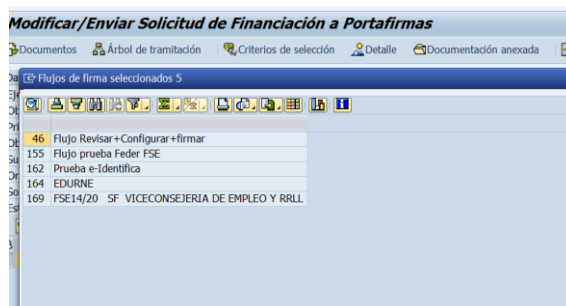 Modificar/Enviar Solicitud de Financiación a Portafirmas
Documentos Árbol de tramitación Criterios de selección Detalle Documentación anexada
Flujos de firma seleccionados 5
46 Flujo Revisar+Configurar+firmar
155 Flujo prueba Feder FSE
162 Prueba e-Identifica
164 EDURNE
169 FSE14/20 SF VICECONSEJERIA DE EMPLEO Y RRLL